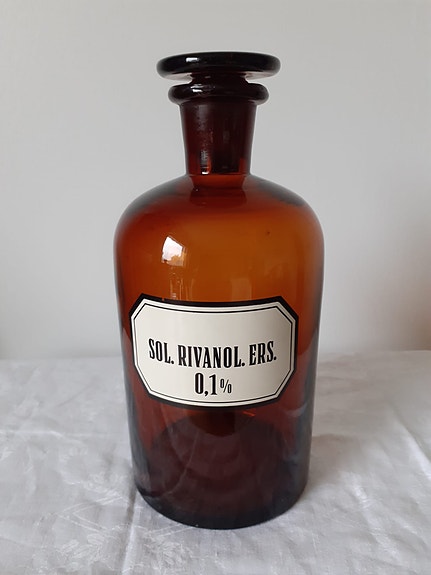 SOL. RIVANOL. ERS.
0,1%